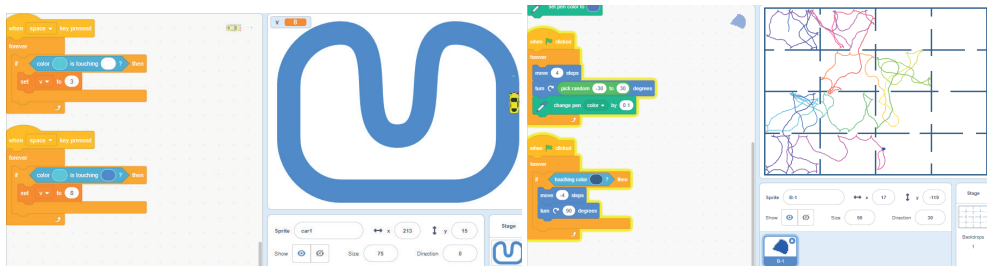 when space key pressed
forever
if color is touching ? then
set v to 3
when space key pressed
forever
if color is touching ? then
set v to 8
v 8
Sprite car1 x 213 y 15
Show Size 75 Direction 0
Stage
set pen color to
when clicked
forever
move 4 steps
turn pick random -30 to 30 degrees
change pen color by 0.1
when clicked
forever
if touching color ? then
move -4 steps
turn 90 degrees
Sprite B-1 x 17 y -119
Show Size 50 Direction 30
B-1
Stage
Backdrops
1